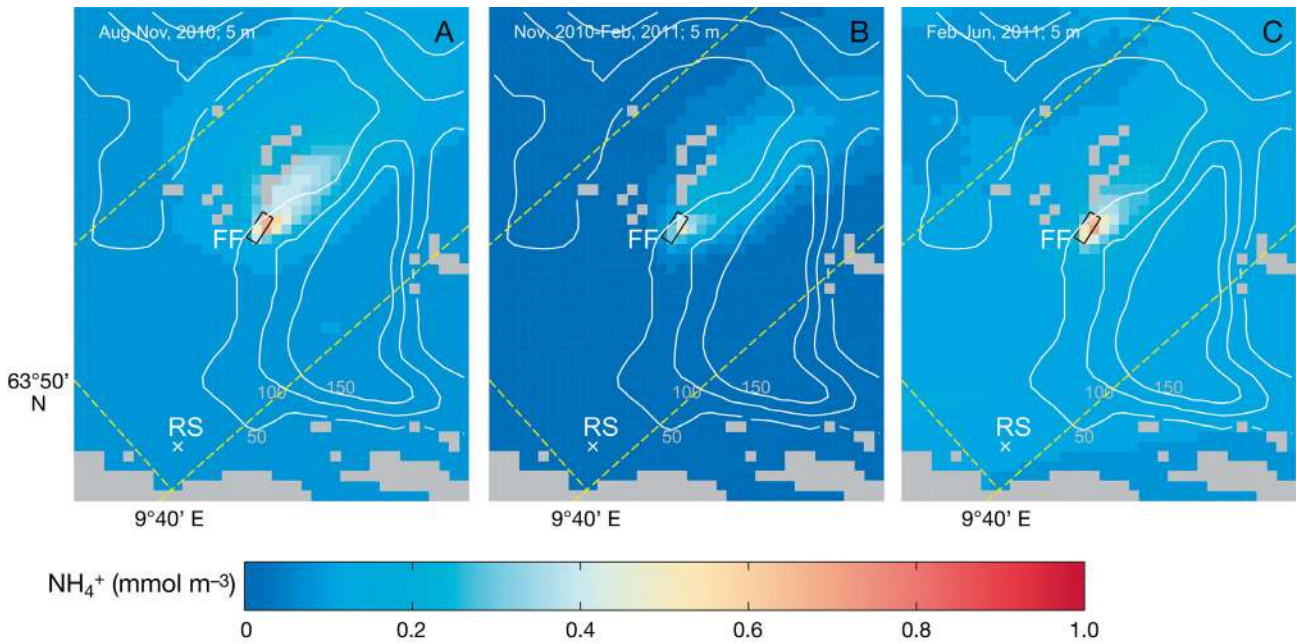 Aug-Nov, 2010; 5 m
A
Nov, 2010-Feb, 2011; 5 m
B
Feb-Jun, 2011; 5 m
C
FF
FF
FF
63°50’
N
100
150
50
RS
100
150
50
RS
100
150
50
RS
9°40’ E
9°40’ E
9°40’ E
NH₄⁺ (mmol m⁻³)
0
0.2
0.4
0.6
0.8
1.0